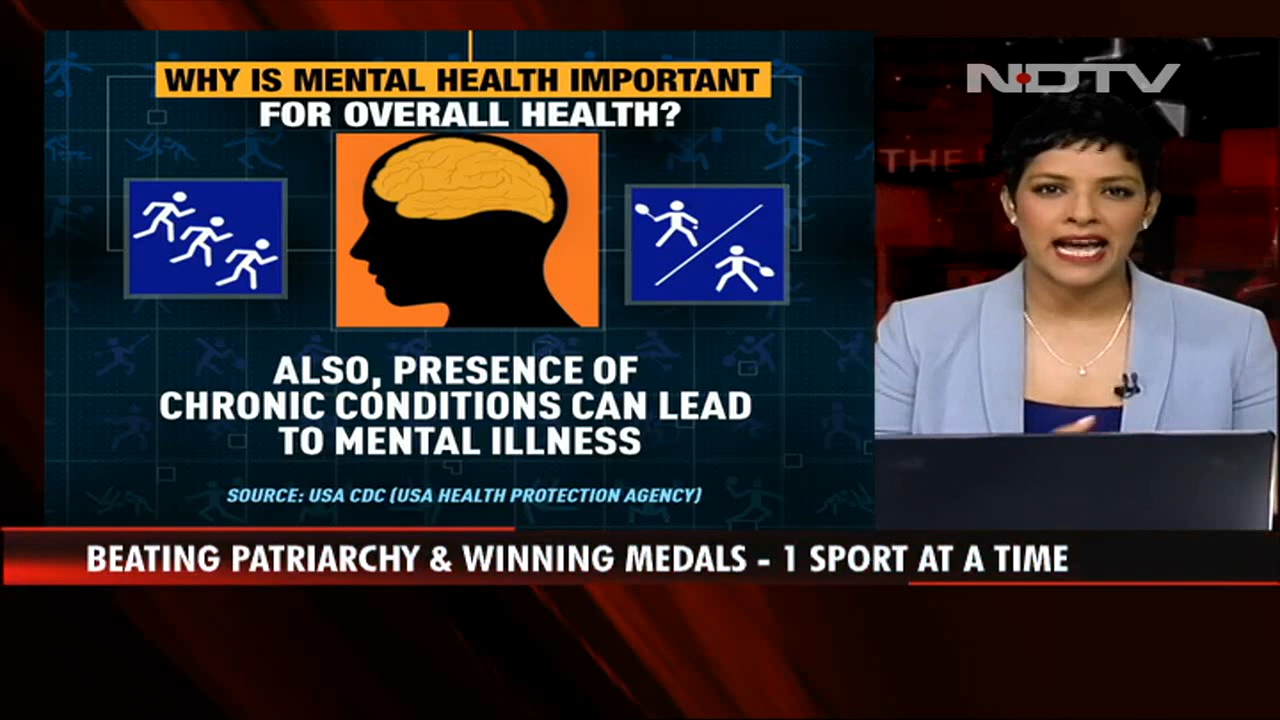 WHY IS MENTAL HEALTH IMPORTANT
FOR OVERALL HEALTH?
NDTV
THE
ALSO, PRESENCE OF
CHRONIC CONDITIONS CAN LEAD
TO MENTAL ILLNESS
SOURCE: USA CDC (USA HEALTH PROTECTION AGENCY)
BEATING PATRIARCHY & WINNING MEDALS - 1 SPORT AT A TIME